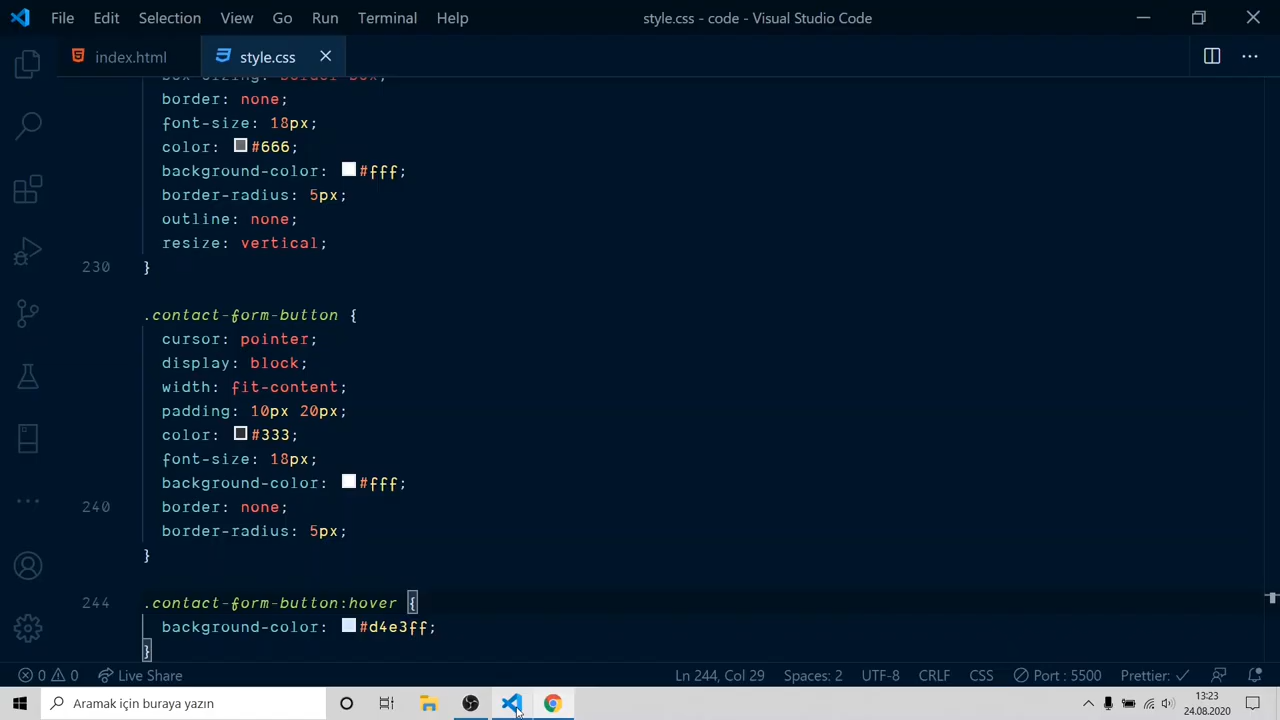 File Edit Selection View Go Run Terminal Help
style.css - code - Visual Studio Code
index.html
style.css
box-sizing: border-box;
border: none;
font-size: 18px;
color: #666;
background-color: #fff;
border-radius: 5px;
outline: none;
resize: vertical;
230 }
.contact-form-button {
cursor: pointer;
display: block;
width: fit-content;
padding: 10px 20px;
color: #333;
font-size: 18px;
background-color: #fff;
240 border: none;
border-radius: 5px;
}
244 .contact-form-button:hover {
background-color: #d4e3ff;
}
0 0 Live Share Ln 244, Col 29 Spaces: 2 UTF-8 CRLF CSS Port : 5500 Prettier:
Aramak için buraya yazın
13:23
24.08.2020